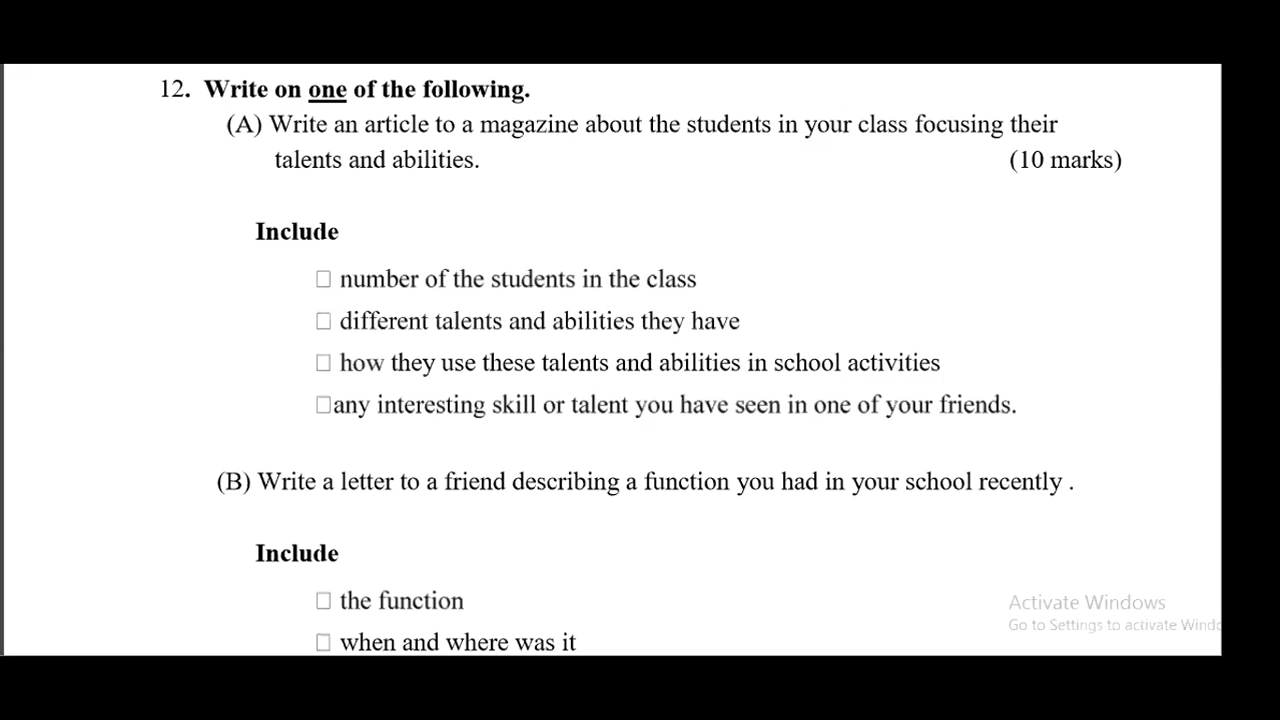 12. Write on one of the following.
(A) Write an article to a magazine about the students in your class focusing their
talents and abilities. (10 marks)
Include
□ number of the students in the class
□ different talents and abilities they have
□ how they use these talents and abilities in school activities
□any interesting skill or talent you have seen in one of your friends.
(B) Write a letter to a friend describing a function you had in your school recently .
Include
□ the function
□ when and where was it
Activate Windows
Go to Settings to activate Windo